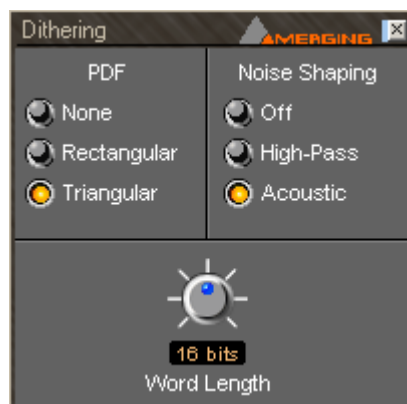 Dithering
MERGING
PDF
None
Rectangular
Triangular
Noise Shaping
Off
High-Pass
Acoustic
16 bits
Word Length